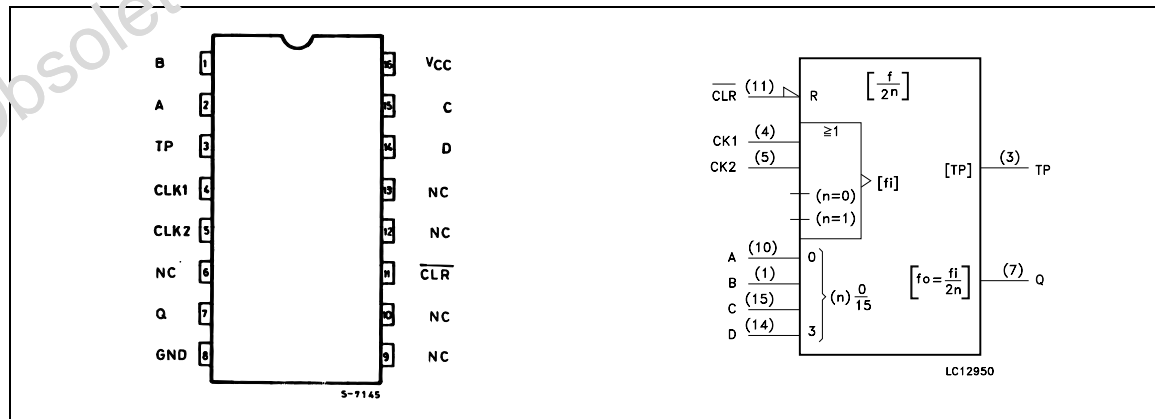 obsolet
B 1
A 2
TP 3
CLK1 4
CLK2 5
NC 6
Q 7
GND 8
16 VCC
15 C
14 D
13 NC
12 NC
11 CLR
10 NC
9 NC
S-7145
CLR (11) R
[f/2n]
CK1 (4)
CK2 (5)
≧1
[fi]
(n=0)
(n=1)
A (10) 0
B (1)
C (15)
D (14) 3
(n) 0/15
[TP] (3) TP
[fo=fi/2n] (7) Q
LC12950